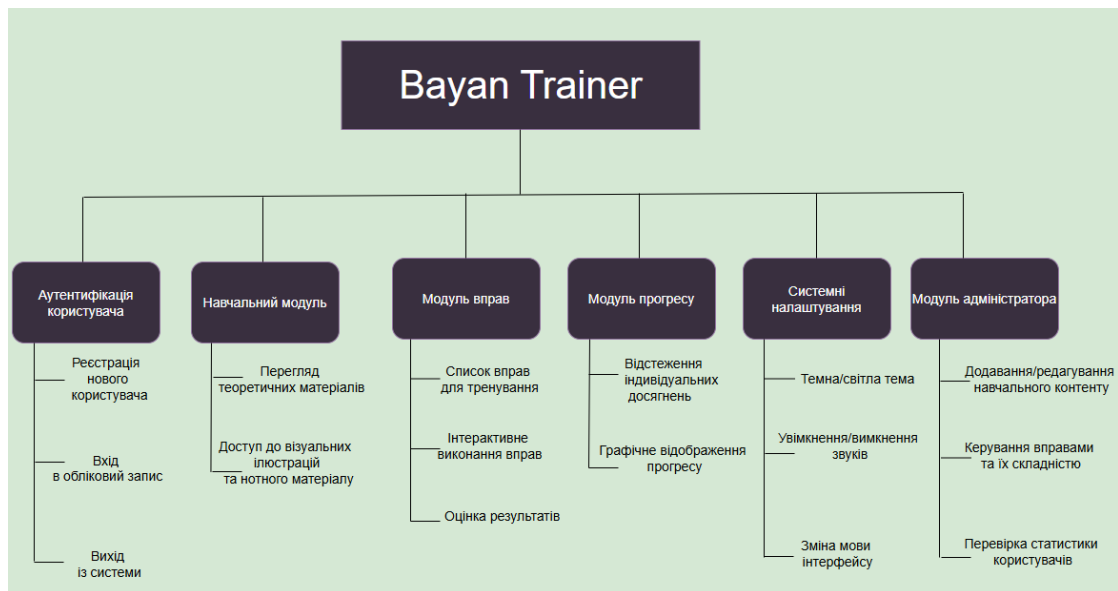 Bayan Trainer
Аутентифікація
користувача
Реєстрація
нового
користувача
Вхід
в обліковий запис
Вихід
із системи
Навчальний модуль
Перегляд
теоретичних матеріалів
Доступ до візуальних
ілюстрацій
та нотного матеріалу
Модуль вправ
Список вправ
для тренування
Інтерактивне
виконання вправ
Оцінка результатів
Модуль прогресу
Відстеження
індивідуальних
досягнень
Графічне відображення
прогресу
Системні
налаштування
Темна/світла тема
Увімкнення/вимкнення
звуків
Зміна мови
інтерфейсу
Модуль адміністратора
Додавання/редагування
навчального контенту
Керування вправами
та їх складністю
Перевірка статистики
користувачів